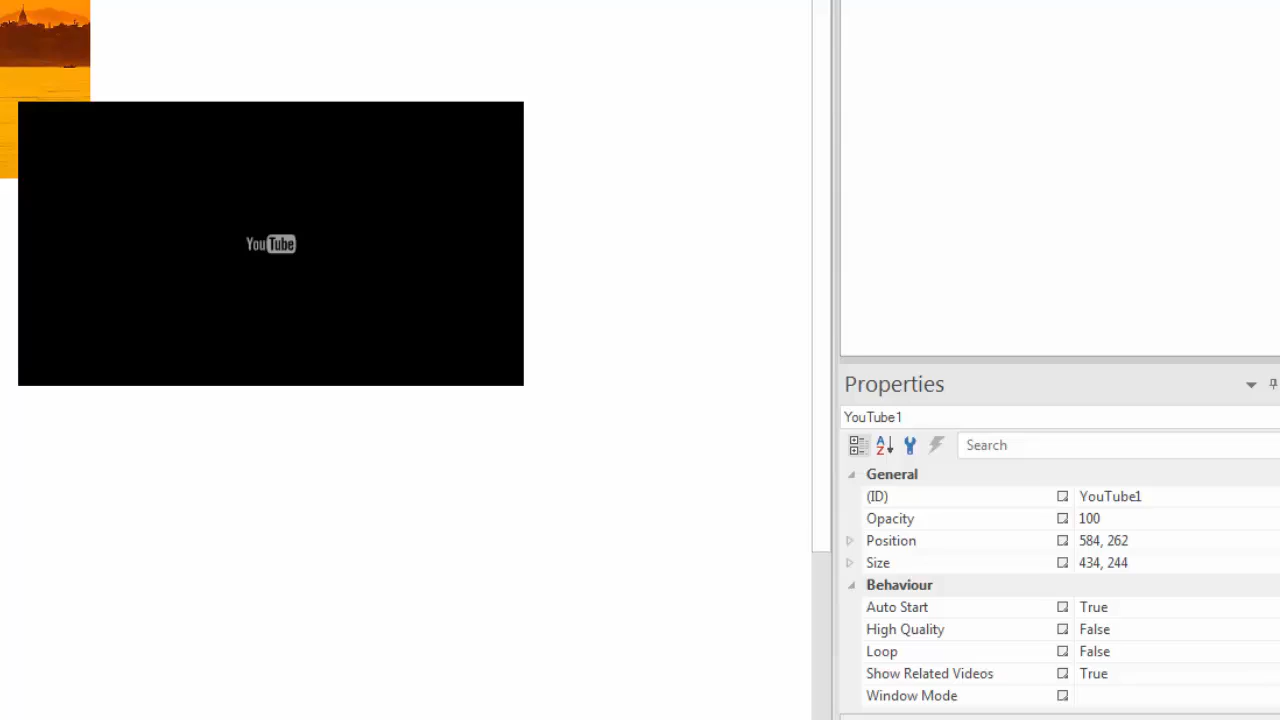 YouTube
Properties
YouTube1
AZ Search
General
(ID) YouTube1
Opacity 100
Position 584, 262
Size 434, 244
Behaviour
Auto Start True
High Quality False
Loop False
Show Related Videos True
Window Mode